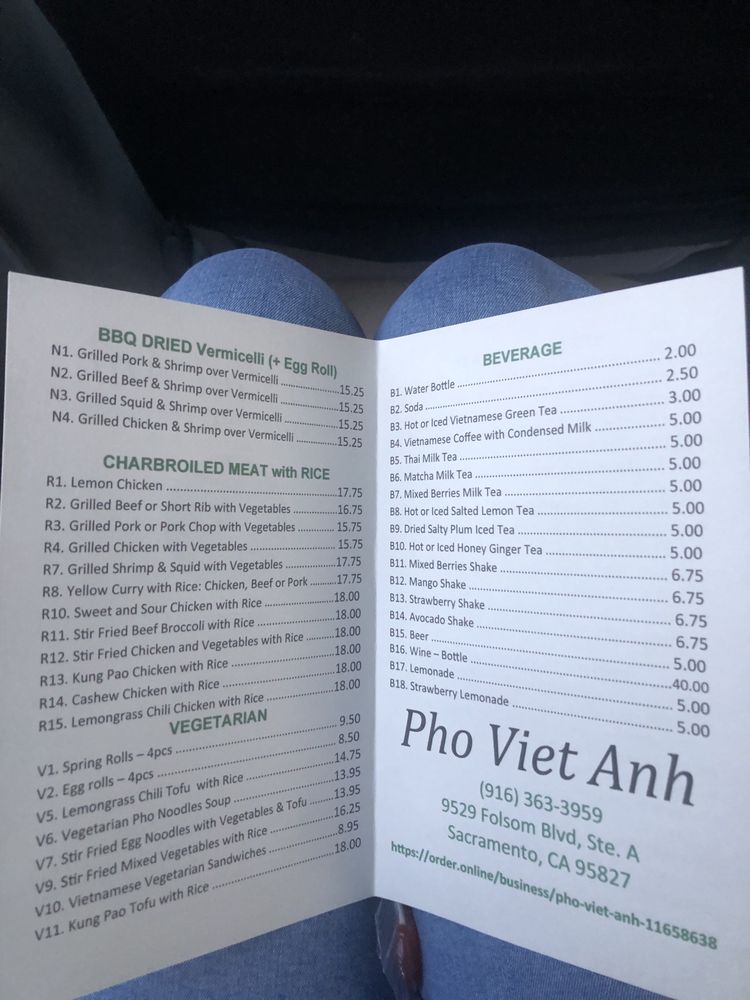 BBQ DRIED Vermicelli (+ Egg Roll)
N1. Grilled Pork & Shrimp over Vermicelli ..................15.25
N2. Grilled Beef & Shrimp over Vermicelli ..................15.25
N3. Grilled Squid & Shrimp over Vermicelli ................15.25
N4. Grilled Chicken & Shrimp over Vermicelli .............15.25
CHARBROILED MEAT with RICE
R1. Lemon Chicken ..................................................17.75
R2. Grilled Beef or Short Rib with Vegetables ..............16.75
R3. Grilled Pork or Pork Chop with Vegetables ............15.75
R4. Grilled Chicken with Vegetables ............................15.75
R7. Grilled Shrimp & Squid with Vegetables .................17.75
R8. Yellow Curry with Rice: Chicken, Beef or Pork .........17.75
R10. Sweet and Sour Chicken with Rice .......................18.00
R11. Stir Fried Beef Broccoli with Rice .........................18.00
R12. Stir Fried Chicken and Vegetables with Rice ..........18.00
R13. Kung Pao Chicken with Rice ................................18.00
R14. Cashew Chicken with Rice ...................................18.00
R15. Lemongrass Chili Chicken with Rice .....................18.00
VEGETARIAN
V1. Spring Rolls – 4pcs ..............................................9.50
V2. Egg rolls – 4pcs ...................................................8.50
V5. Lemongrass Chili Tofu with Rice ..........................14.75
V6. Vegetarian Pho Noodles Soup .............................13.95
V7. Stir Fried Egg Noodles with Vegetables & Tofu .......13.95
V9. Stir Fried Mixed Vegetables with Rice ...................16.25
V10. Vietnamese Vegetarian Sandwiches ....................8.95
V11. Kung Pao Tofu with Rice ....................................18.00
BEVERAGE
B1. Water Bottle ................................................ 2.00
B2. Soda ........................................................... 2.50
B3. Hot or Iced Vietnamese Green Tea ................ 3.00
B4. Vietnamese Coffee with Condensed Milk ........ 5.00
B5. Thai Milk Tea ............................................... 5.00
B6. Matcha Milk Tea .......................................... 5.00
B7. Mixed Berries Milk Tea ................................. 5.00
B8. Hot or Iced Salted Lemon Tea ....................... 5.00
B9. Dried Salty Plum Iced Tea ............................. 5.00
B10. Hot or Iced Honey Ginger Tea ..................... 5.00
B11. Mixed Berries Shake ................................... 6.75
B12. Mango Shake ............................................. 6.75
B13. Strawberry Shake ....................................... 6.75
B14. Avocado Shake .......................................... 6.75
B15. Beer .......................................................... 5.00
B16. Wine – Bottle .............................................40.00
B17. Lemonade ................................................. 5.00
B18. Strawberry Lemonade ................................ 5.00
Pho Viet Anh
(916) 363-3959
9529 Folsom Blvd, Ste. A
Sacramento, CA 95827
https://order.online/business/pho-viet-anh-11658638